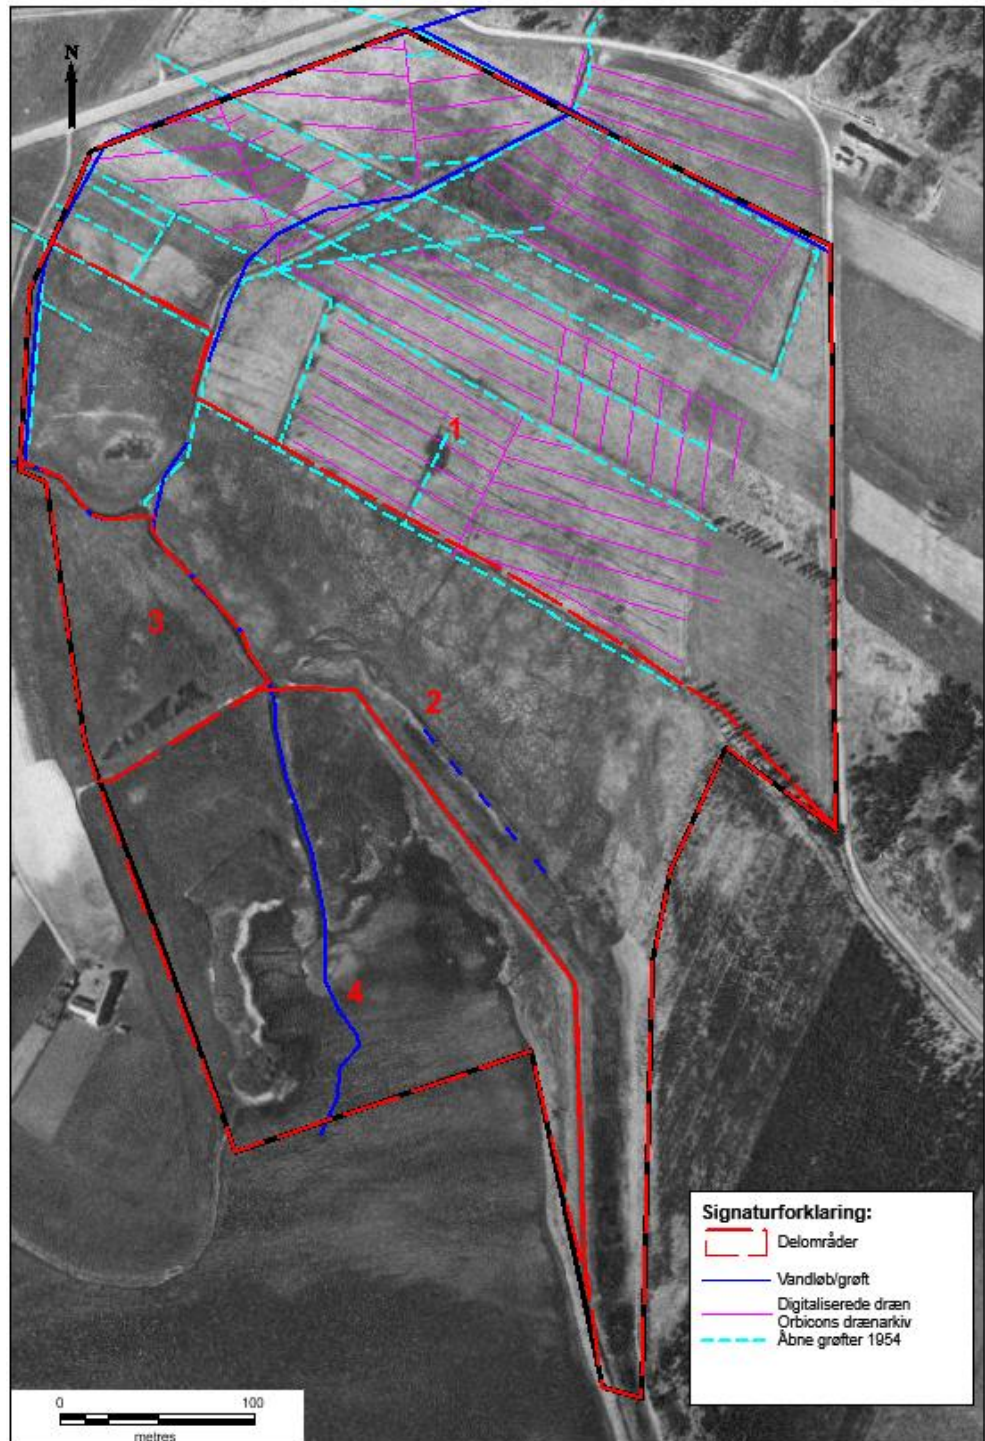 N
1
3
2
4
Signaturforklaring:
Delområder
Vandløb/grøft
Digitaliserede dræn
Orbicons drænarkiv
Åbne grøfter 1954
0 100
metres